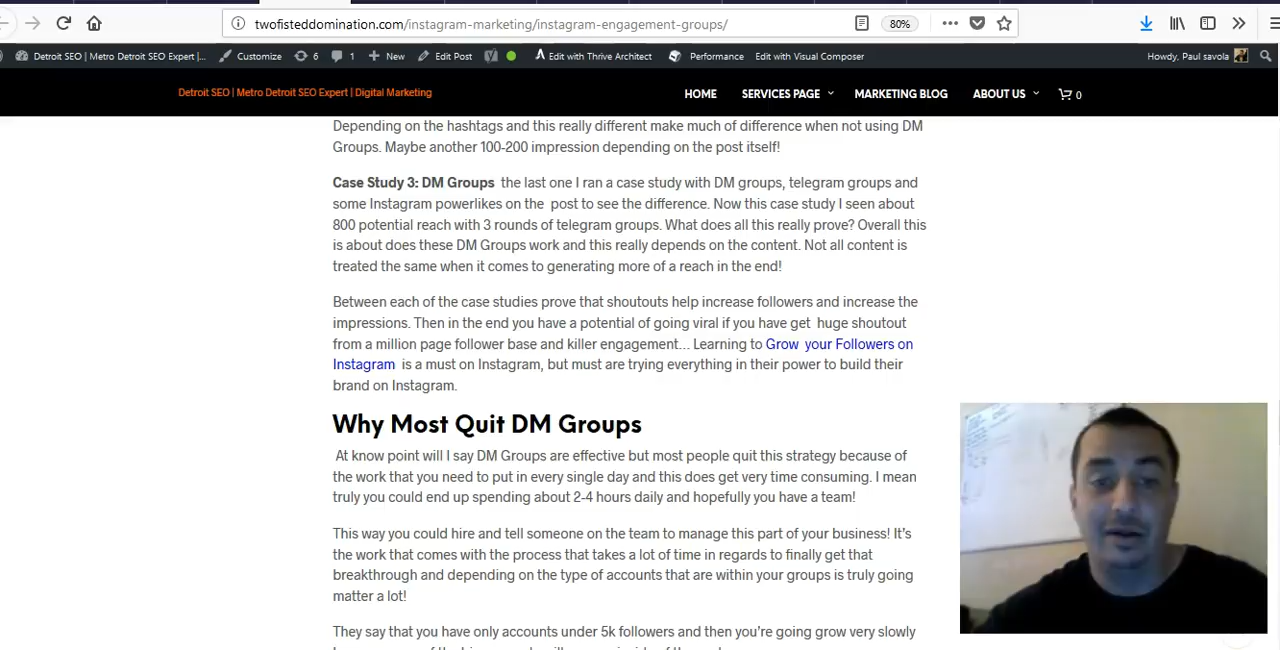 twofisteddomination.com/instagram-marketing/instagram-engagement-groups/
80%
Detroit SEO | Metro Detroit SEO Expert |...
Customize
6
1
New
Edit Post
Edit with Thrive Architect
Performance
Edit with Visual Composer
Howdy, Paul savola
Detroit SEO | Metro Detroit SEO Expert | Digital Marketing
HOME
SERVICES PAGE
MARKETING BLOG
ABOUT US
0
Depending on the hashtags and this really different make much of difference when not using DM
Groups. Maybe another 100-200 impression depending on the post itself!
Case Study 3: DM Groups the last one I ran a case study with DM groups, telegram groups and
some Instagram powerlikes on the post to see the difference. Now this case study I seen about
800 potential reach with 3 rounds of telegram groups. What does all this really prove? Overall this
is about does these DM Groups work and this really depends on the content. Not all content is
treated the same when it comes to generating more of a reach in the end!
Between each of the case studies prove that shoutouts help increase followers and increase the
impressions. Then in the end you have a potential of going viral if you have get huge shoutout
from a million page follower base and killer engagement... Learning to Grow your Followers on
Instagram is a must on Instagram, but must are trying everything in their power to build their
brand on Instagram.
Why Most Quit DM Groups
At know point will I say DM Groups are effective but most people quit this strategy because of
the work that you need to put in every single day and this does get very time consuming. I mean
truly you could end up spending about 2-4 hours daily and hopefully you have a team!
This way you could hire and tell someone on the team to manage this part of your business! It's
the work that comes with the process that takes a lot of time in regards to finally get that
breakthrough and depending on the type of accounts that are within your groups is truly going
matter a lot!
They say that you have only accounts under 5k followers and then you're going grow very slowly